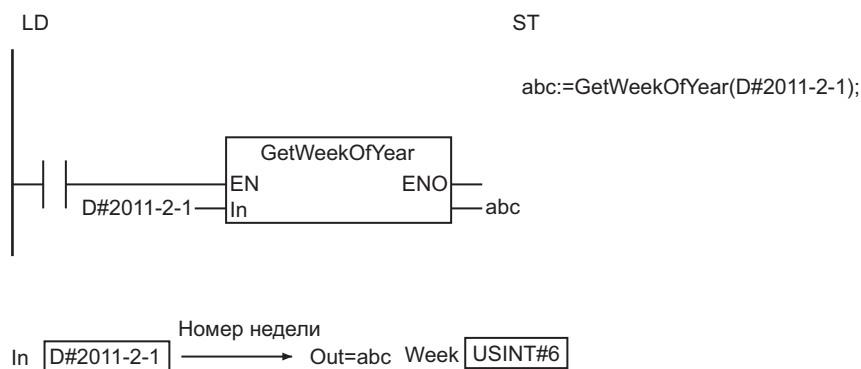 LD
ST
abc:=GetWeekOfYear(D#2011-2-1);
GetWeekOfYear
EN ENO
D#2011-2-1 In abc
Номер недели
In D#2011-2-1 Out=abc Week USINT#6